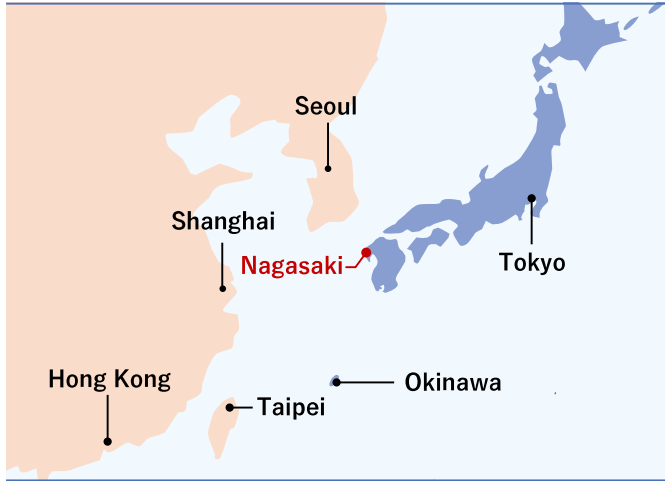 Seoul
Shanghai
Nagasaki
Tokyo
Hong Kong
Okinawa
Taipei